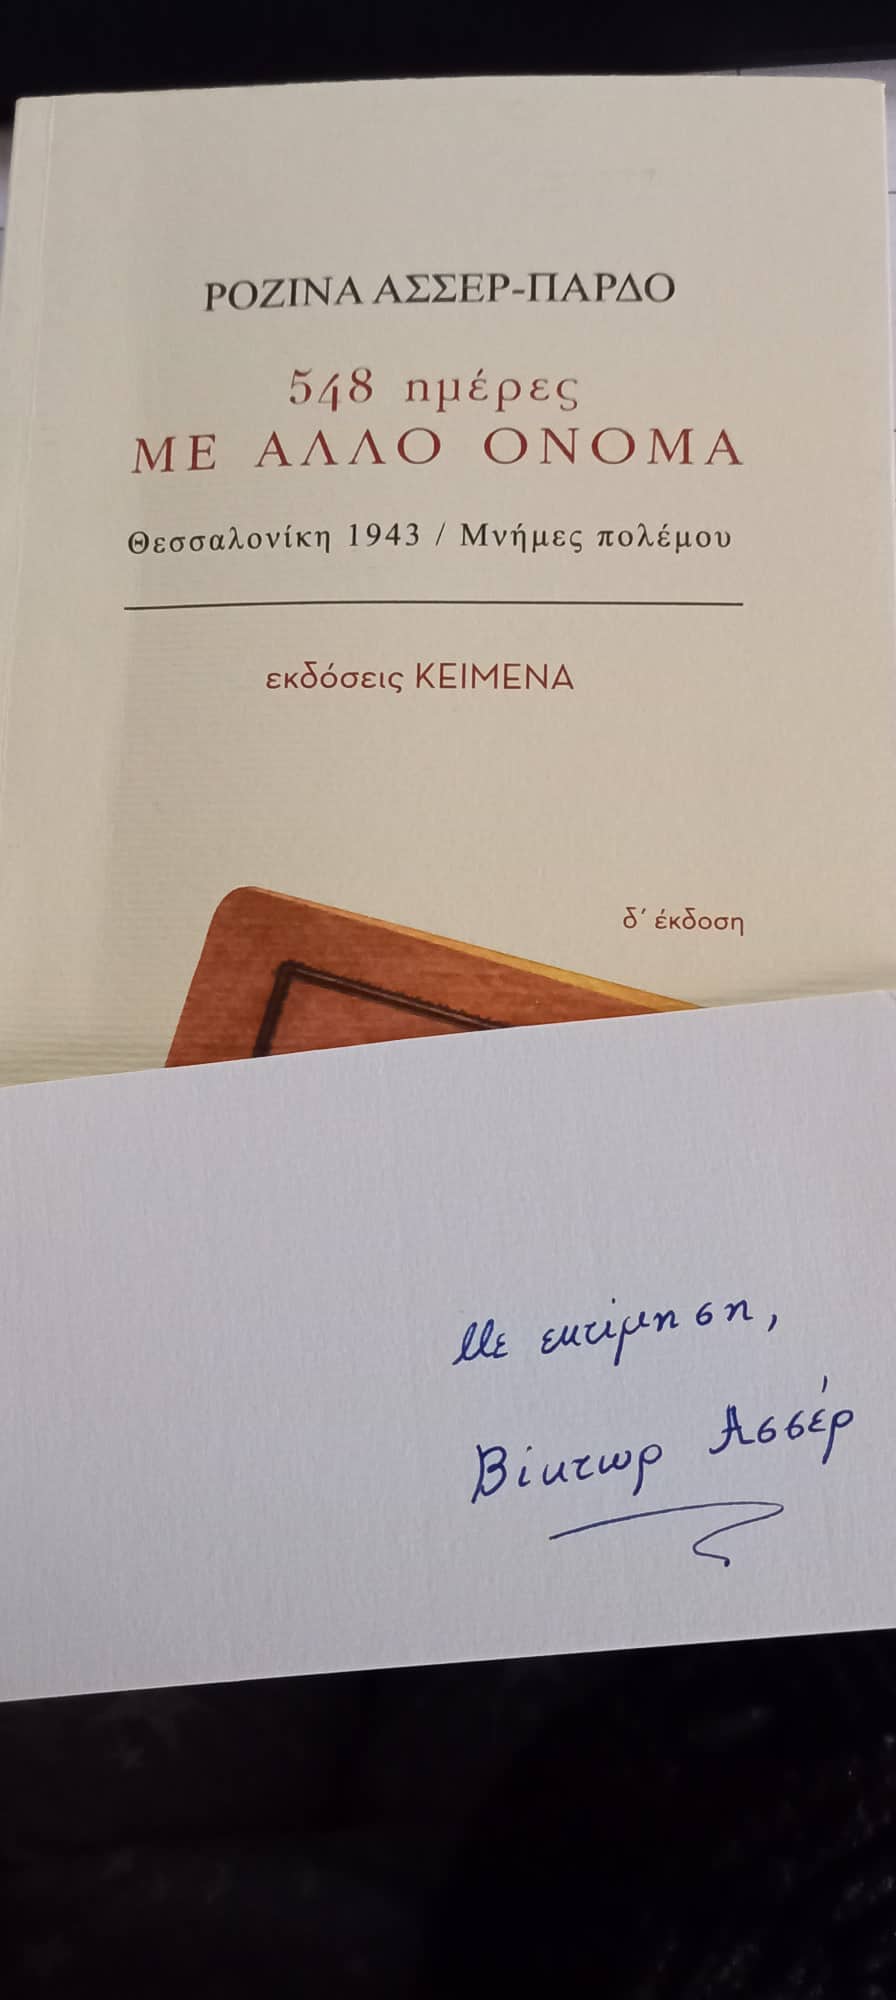 ΡΟΖΙΝΑ ΑΣΣΕΡ-ΠΑΡΔΟ
548 ημέρες
ΜΕ ΑΛΛΟ ΟΝΟΜΑ
Θεσσαλονίκη 1943 / Μνήμες πολέμου
εκδόσεις ΚΕΙΜΕΝΑ
δ΄ έκδοση
Με εκτίμηση,
Βίκτωρ Ασσέρ